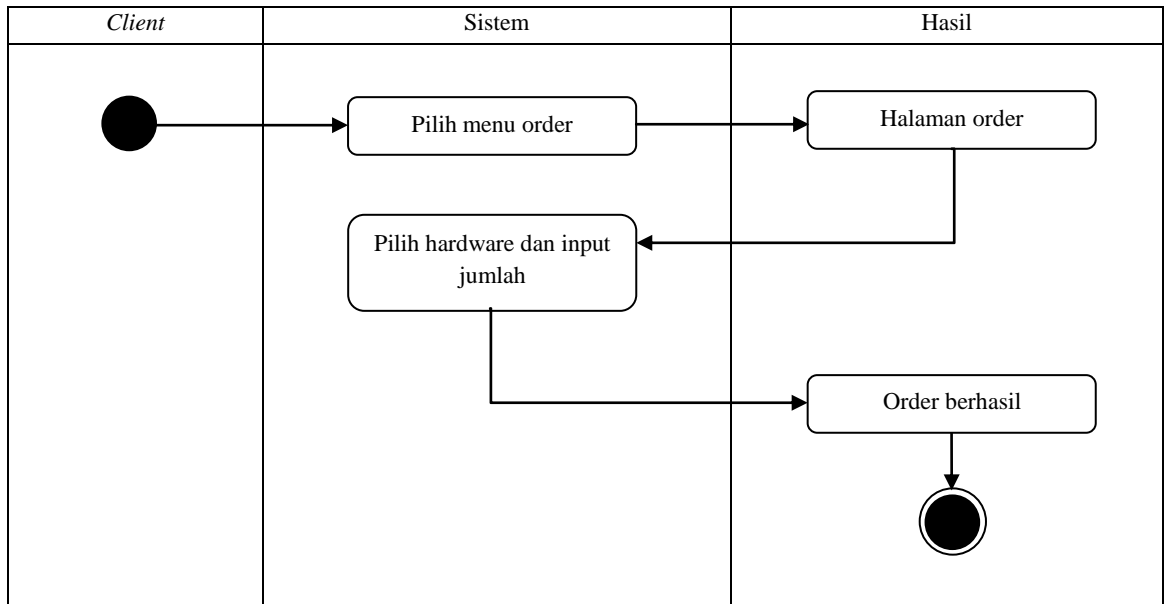 Client
Sistem
Hasil
Pilih menu order
Halaman order
Pilih hardware dan input
jumlah
Order berhasil